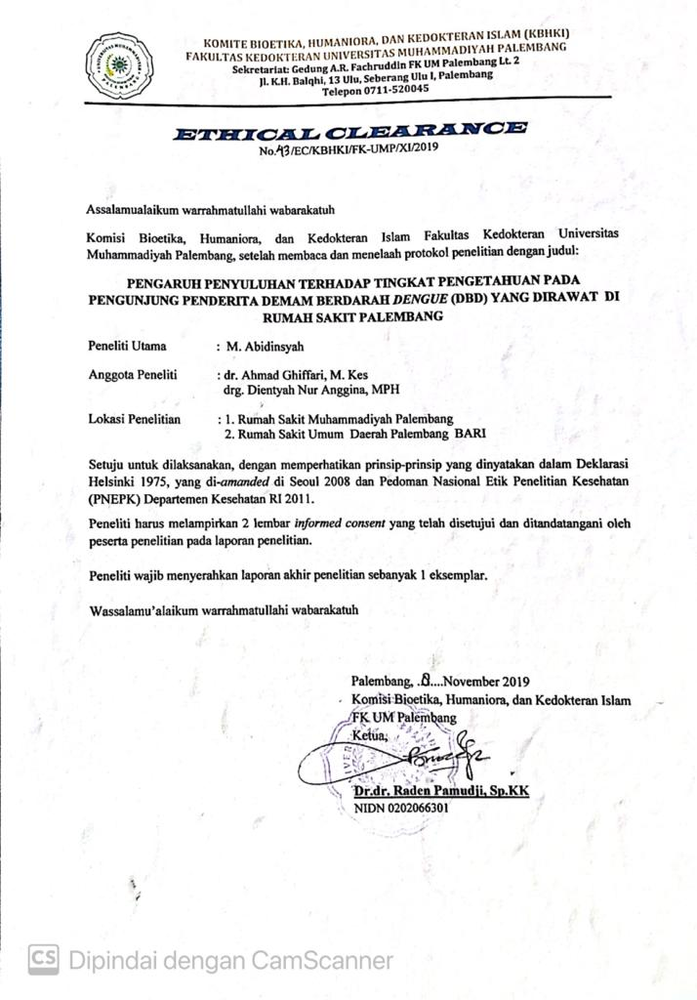 KOMITE BIOETIKA, HUMANIORA, DAN KEDOKTERAN ISLAM (KBHKI)
FAKULTAS KEDOKTERAN UNIVERSITAS MUHAMMADIYAH PALEMBANG
Sekretariat: Gedung A.R. Fachruddin FK UM Palembang Lt. 2
Jl. K.H. Balqhi, 13 Ulu, Seberang Ulu I, Palembang
Telepon 0711-520045
ETHICAL CLEARANCE
No.43/EC/KBHKI/FK-UMP/XI/2019
Assalamualaikum warrahmatullahi wabarakatuh
Komisi Bioetika, Humaniora, dan Kedokteran Islam Fakultas Kedokteran Universitas
Muhammadiyah Palembang, setelah membaca dan menelaah protokol penelitian dengan judul:
PENGARUH PENYULUHAN TERHADAP TINGKAT PENGETAHUAN PADA
PENGUNJUNG PENDERITA DEMAM BERDARAH DENGUE (DBD) YANG DIRAWAT DI
RUMAH SAKIT PALEMBANG
Peneliti Utama : M. Abidinsyah
Anggota Peneliti : dr. Ahmad Ghiffari, M. Kes
drg. Dientyah Nur Anggina, MPH
Lokasi Penelitian : 1. Rumah Sakit Muhammadiyah Palembang
2. Rumah Sakit Umum Daerah Palembang BARI
Setuju untuk dilaksanakan, dengan memperhatikan prinsip-prinsip yang dinyatakan dalam Deklarasi
Helsinki 1975, yang di-amanded di Seoul 2008 dan Pedoman Nasional Etik Penelitian Kesehatan
(PNEPK) Departemen Kesehatan RI 2011.
Peneliti harus melampirkan 2 lembar informed consent yang telah disetujui dan ditandatangani oleh
peserta penelitian pada laporan penelitian.
Peneliti wajib menyerahkan laporan akhir penelitian sebanyak 1 eksemplar.
Wassalamu'alaikum warrahmatullahi wabarakatuh
Palembang, .8....November 2019
Komisi Bioetika, Humaniora, dan Kedokteran Islam
FK UM Palembang
Ketua,
Dr.dr. Raden Pamudji, Sp.KK
NIDN 0202066301
CS Dipindai dengan CamScanner